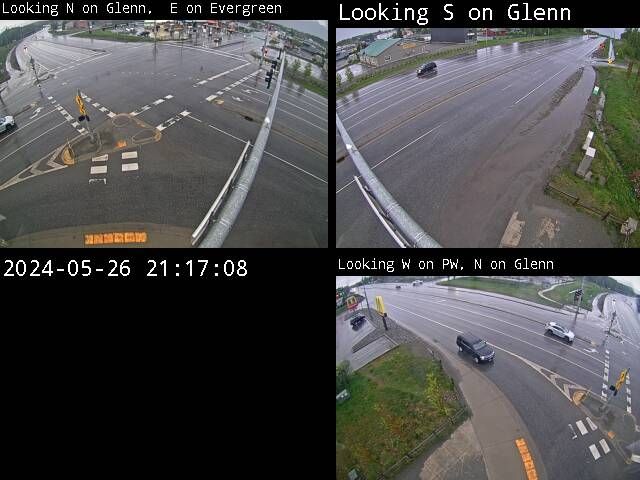 Looking N on Glenn,  E on Evergreen
Looking S on Glenn
2024-05-26 21:17:08
Looking W on PW, N on Glenn